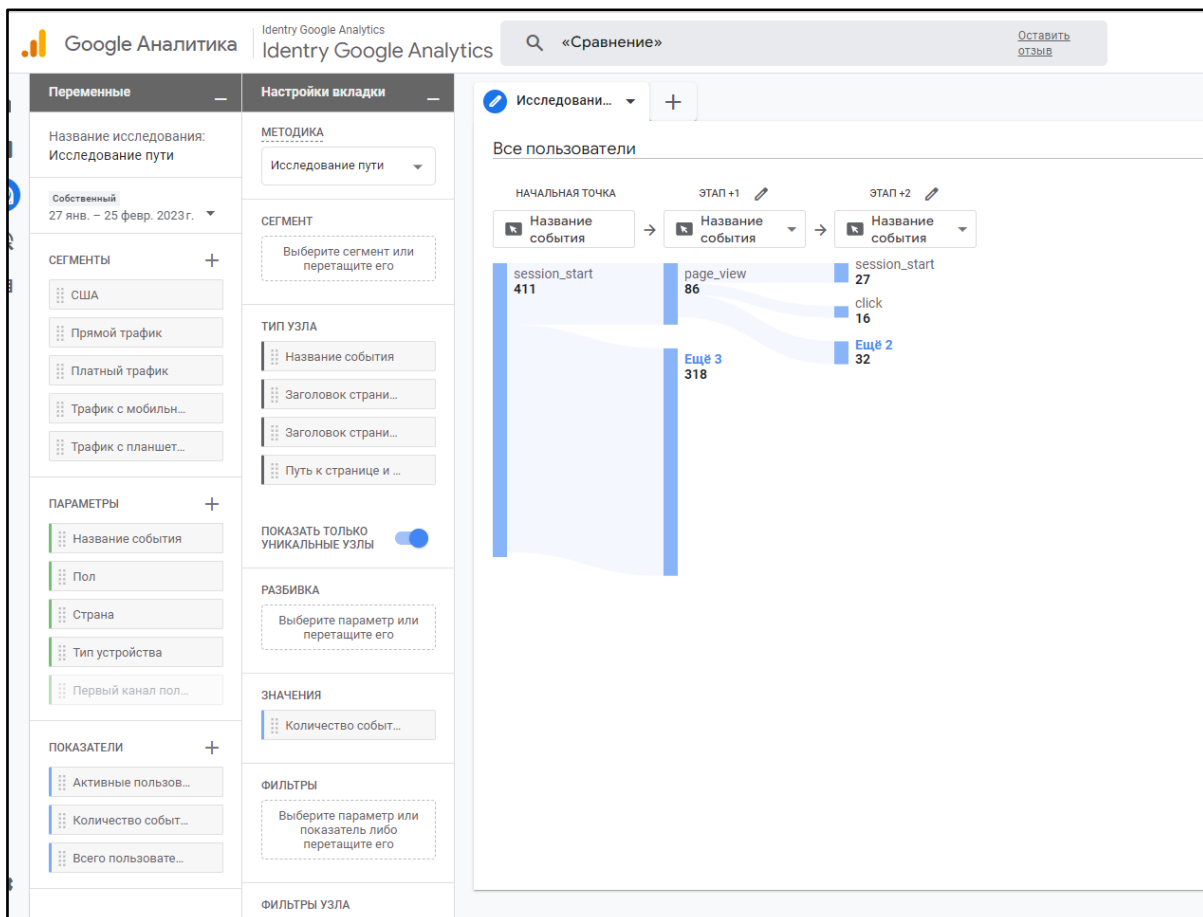 Google Аналитика
Identry Google Analytics
Identry Google Analytics
«Сравнение»
Оставить
отзыв
Переменные
Название исследования:
Исследование пути
Собственный
27 янв. – 25 февр. 2023 г.
СЕГМЕНТЫ
США
Прямой трафик
Платный трафик
Трафик с мобильн...
Трафик с планшет...
ПАРАМЕТРЫ
Название события
Пол
Страна
Тип устройства
Первый канал пол...
ПОКАЗАТЕЛИ
Активные пользов...
Количество событ...
Всего пользовате...
Настройки вкладки
МЕТОДИКА
Исследование пути
СЕГМЕНТ
Выберите сегмент или
перетащите его
ТИП УЗЛА
Название события
Заголовок страни...
Заголовок страни...
Путь к странице и ...
ПОКАЗАТЬ ТОЛЬКО
УНИКАЛЬНЫЕ УЗЛЫ
РАЗБИВКА
Выберите параметр или
перетащите его
ЗНАЧЕНИЯ
Количество событ...
ФИЛЬТРЫ
Выберите параметр или
показатель либо
перетащите его
ФИЛЬТРЫ УЗЛА
Исследовани...
Все пользователи
НАЧАЛЬНАЯ ТОЧКА
Название
события
session_start
411
ЭТАП +1
Название
события
page_view
86
Ещё 3
318
ЭТАП +2
Название
события
session_start
27
click
16
Ещё 2
32